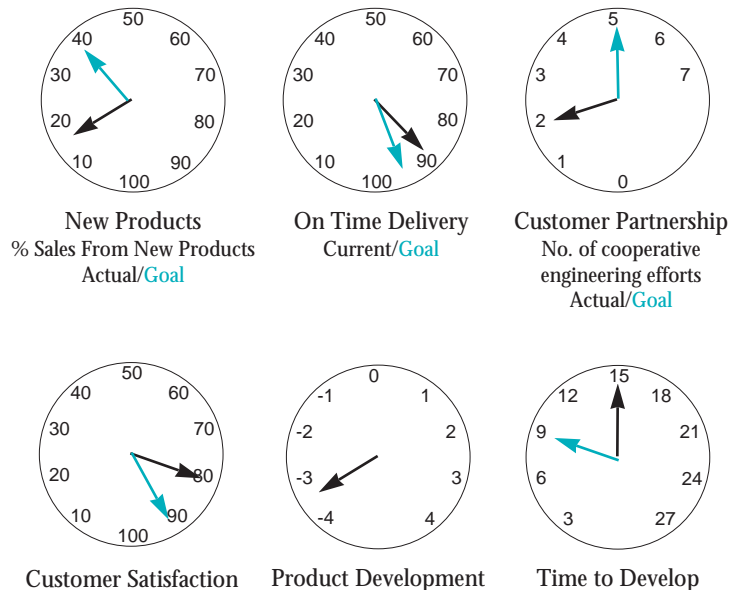 50
40 60
30 70
20 80
10 90
100
New Products
% Sales From New Products
Actual/Goal
50
40 60
30 70
20 80
10 90
100
On Time Delivery
Current/Goal
5
4 6
3 7
2
1
0
Customer Partnership
No. of cooperative
engineering efforts
Actual/Goal
50
40 60
30 70
20 80
10 90
100
Customer Satisfaction
0
-1 1
-2 2
-3 3
-4 4
Product Development
15
12 18
9 21
6 24
3 27
Time to Develop